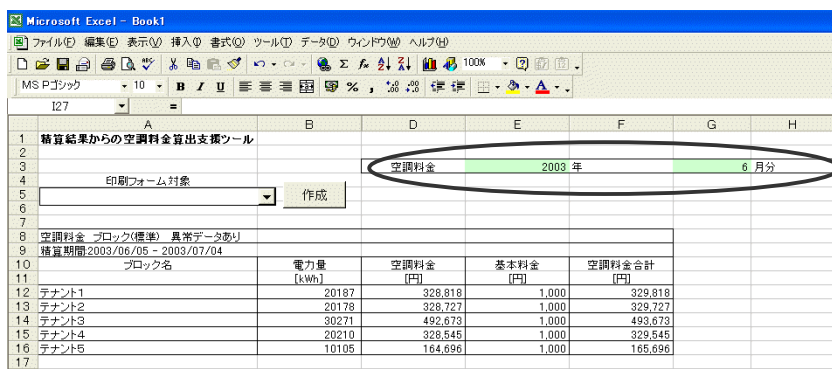 Microsoft Excel - Book1
ファイル(F) 編集(E) 表示(V) 挿入(I) 書式(O) ツール(T) データ(D) ウィンドウ(W) ヘルプ(H)
100%
MS Pゴシック 10 B I U % ,
I27 =
A B D E F G H
1 積算結果からの空調料金算出支援ツール
2
3 空調料金 2003 年 6 月分
4 印刷フォーム対象
5 作成
6
7
8 空調料金 ブロック(標準) 異常データあり
9 積算期間:2003/06/05 - 2003/07/04
10 ブロック名 電力量 空調料金 基本料金 空調料金合計
11 [kWh] [円] [円] [円]
12 テナント1 20187 328,818 1,000 329,818
13 テナント2 20178 328,727 1,000 329,727
14 テナント3 30271 492,673 1,000 493,673
15 テナント4 20210 328,545 1,000 329,545
16 テナント5 10105 164,696 1,000 165,696
17